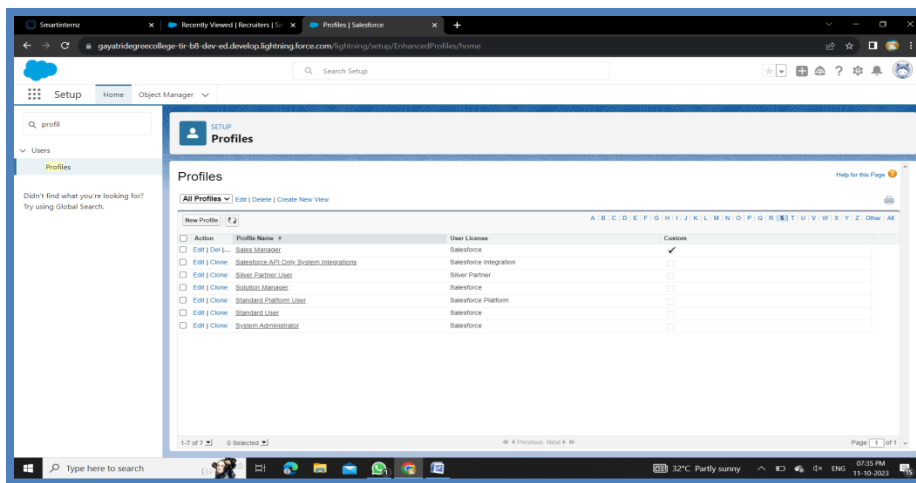 Smartinternz
Recently Viewed | Recruiters | Sa
Profiles | Salesforce
gayatridegreecollege-tir-b8-dev-ed.develop.lightning.force.com/lightning/setup/EnhancedProfiles/home
Search Setup
Setup Home Object Manager
profil
Users
Profiles
Didn't find what you're looking for?
Try using Global Search.
SETUP
Profiles
Profiles
Help for this Page
All Profiles Edit | Delete | Create New View
New Profile
A | B | C | D | E | F | G | H | I | J | K | L | M | N | O | P | Q | R | S | T | U | V | W | X | Y | Z | Other | All
Action Profile Name User License Custom
Edit | Del | ... Sales Manager Salesforce
Edit | Clone Salesforce API Only System Integrations Salesforce Integration
Edit | Clone Silver Partner User Silver Partner
Edit | Clone Solution Manager Salesforce
Edit | Clone Standard Platform User Salesforce Platform
Edit | Clone Standard User Salesforce
Edit | Clone System Administrator Salesforce
1-7 of 7 0 Selected Previous Next Page 1 of 1
Type here to search
32°C Partly sunny ENG 07:35 PM
11-10-2023